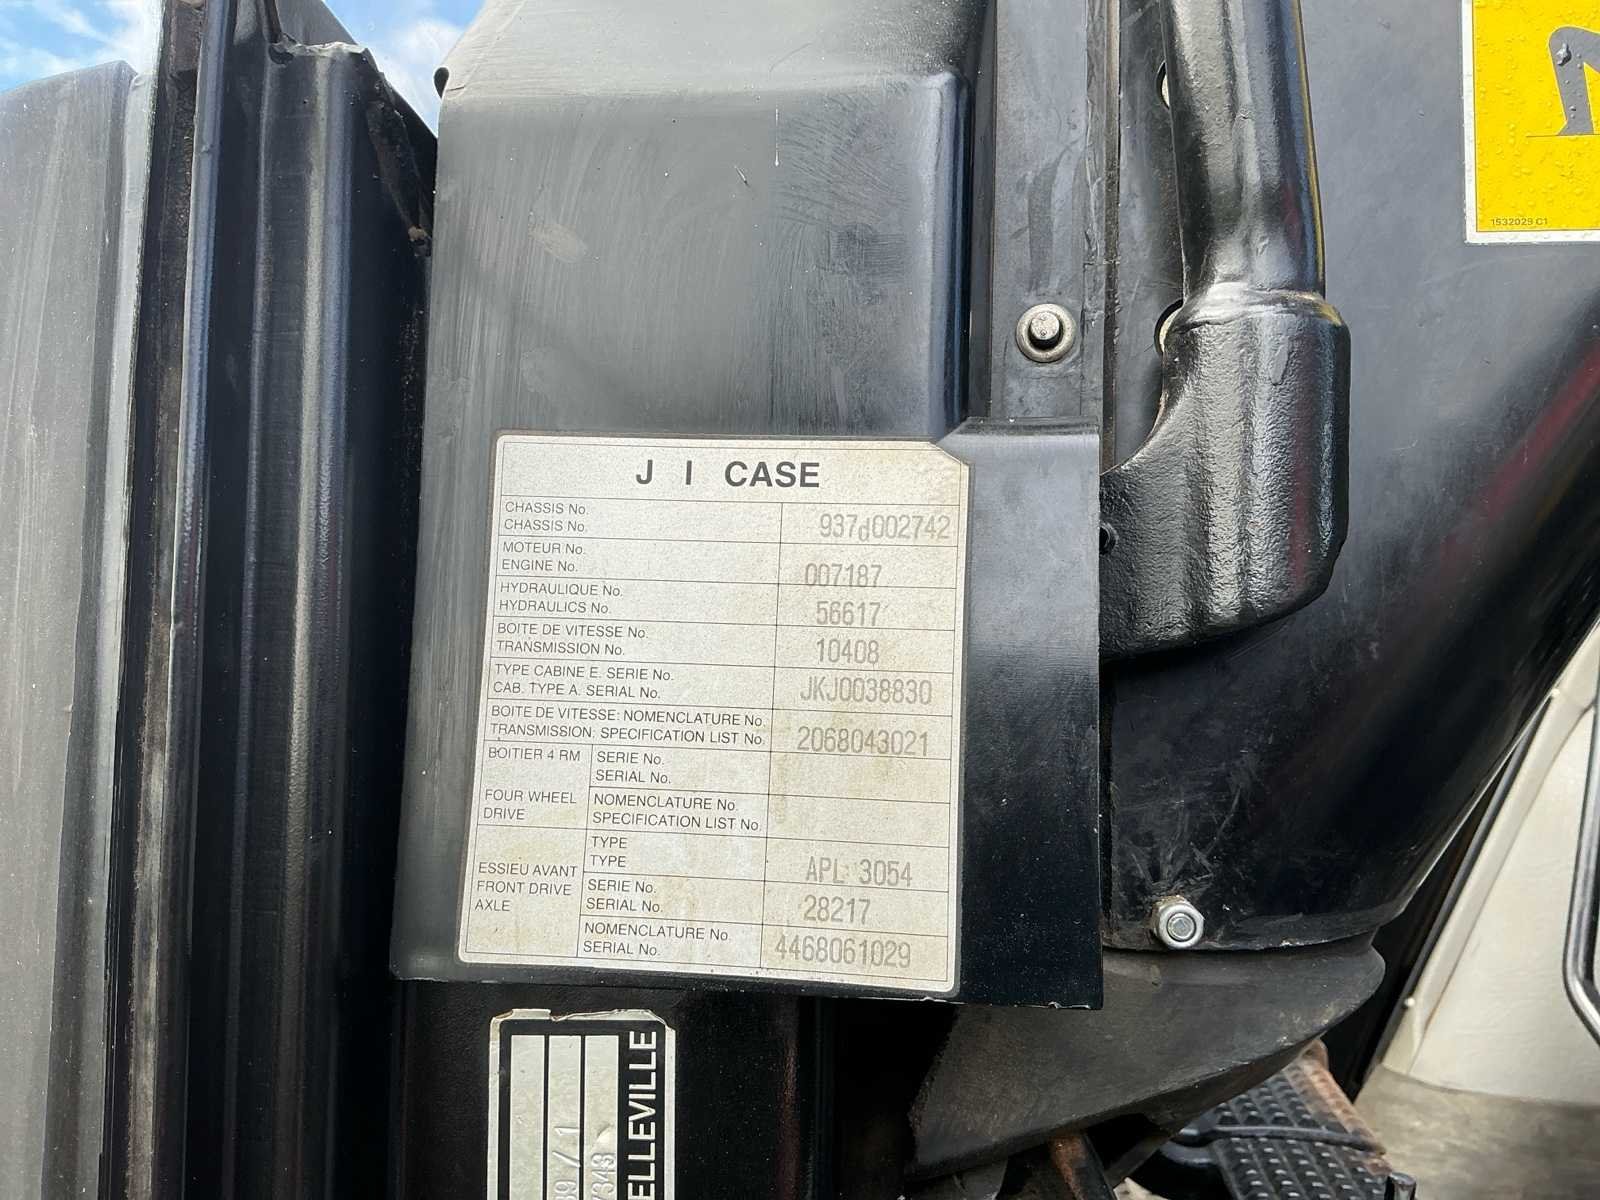 1532029 C1
J I CASE
CHASSIS No.
CHASSIS No.
937d002742
MOTEUR No.
ENGINE No.
007187
HYDRAULIQUE No.
HYDRAULICS No.
56617
BOITE DE VITESSE No.
TRANSMISSION No.
10408
TYPE CABINE E. SERIE No.
CAB. TYPE A. SERIAL No.
JKJ0038830
BOITE DE VITESSE: NOMENCLATURE No.
TRANSMISSION: SPECIFICATION LIST No.
2068043021
BOITIER 4 RM
FOUR WHEEL
DRIVE
SERIE No.
SERIAL No.
NOMENCLATURE No.
SPECIFICATION LIST No.
ESSIEU AVANT
FRONT DRIVE
AXLE
TYPE
TYPE
APL 3054
SERIE No.
SERIAL No.
28217
NOMENCLATURE No.
SERIAL No.
4468061029
ELLEVILLE